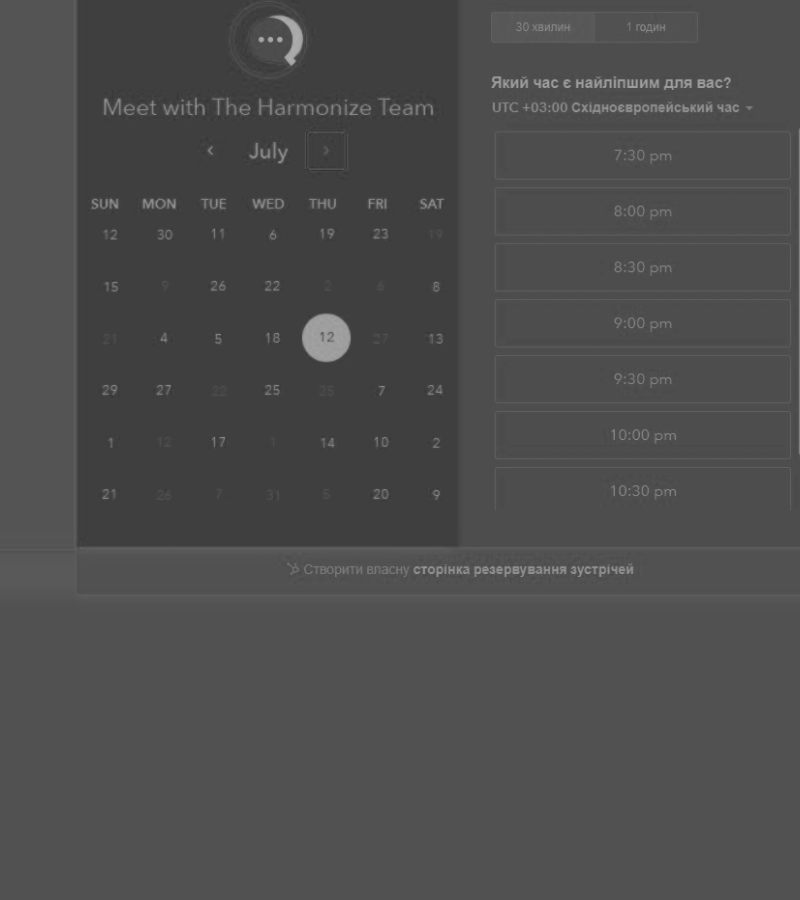 30 хвилин 1 годин
Meet with The Harmonize Team
Який час є найліпшим для вас?
UTC +03:00 Східноєвропейський час
July
SUN MON TUE WED THU FRI SAT
12 30 11 6 19 23 19
15 9 26 22 2 6 8
21 4 5 18 12 27 13
29 27 22 25 25 7 24
1 12 17 1 14 10 2
21 26 7 31 5 20 9
7:30 pm
8:00 pm
8:30 pm
9:00 pm
9:30 pm
10:00 pm
10:30 pm
Створити власну сторінка резервування зустрічей